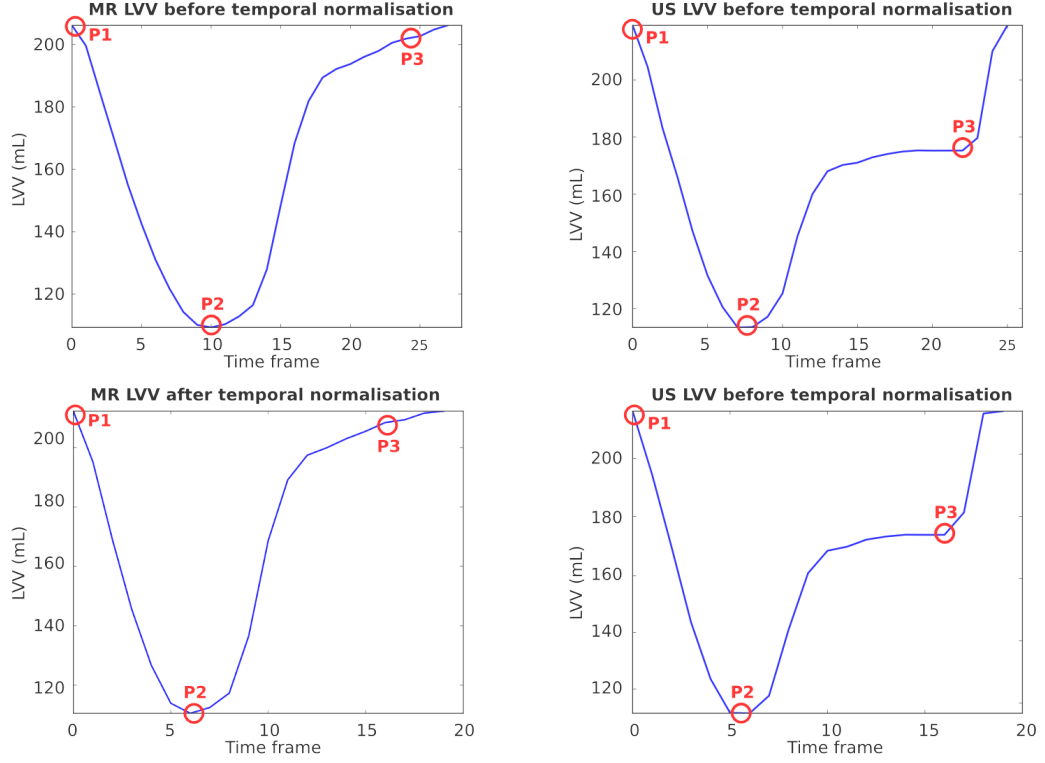 MR LVV before temporal normalisation
LVV (mL)
200
180
160
140
120
P1
P2
P3
0 5 10 15 20 25
Time frame
US LVV before temporal normalisation
LVV (mL)
200
180
160
140
120
P1
P2
P3
0 5 10 15 20 25
Time frame
MR LVV after temporal normalisation
LVV (mL)
200
180
160
140
120
P1
P2
P3
0 5 10 15 20
Time frame
US LVV before temporal normalisation
LVV (mL)
200
180
160
140
120
P1
P2
P3
0 5 10 15 20
Time frame